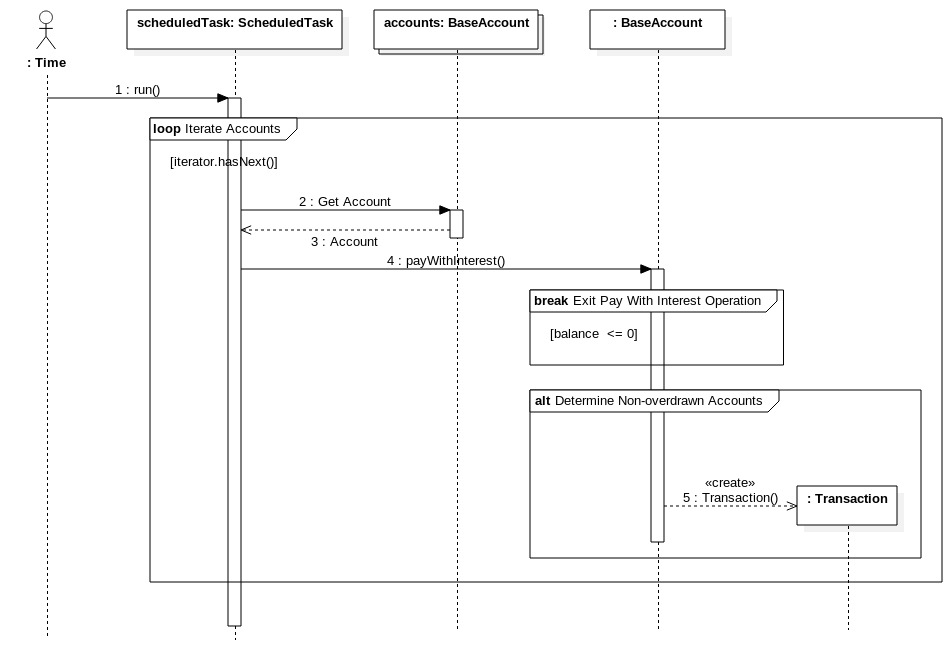 scheduledTask: ScheduledTask
accounts: BaseAccount
: BaseAccount
: Time
1 : run()
loop Iterate Accounts
[iterator.hasNext()]
2 : Get Account
3 : Account
4 : payWithInterest()
break Exit Pay With Interest Operation
[balance  <= 0]
alt Determine Non-overdrawn Accounts
«create»
5 : Transaction()
: Transaction